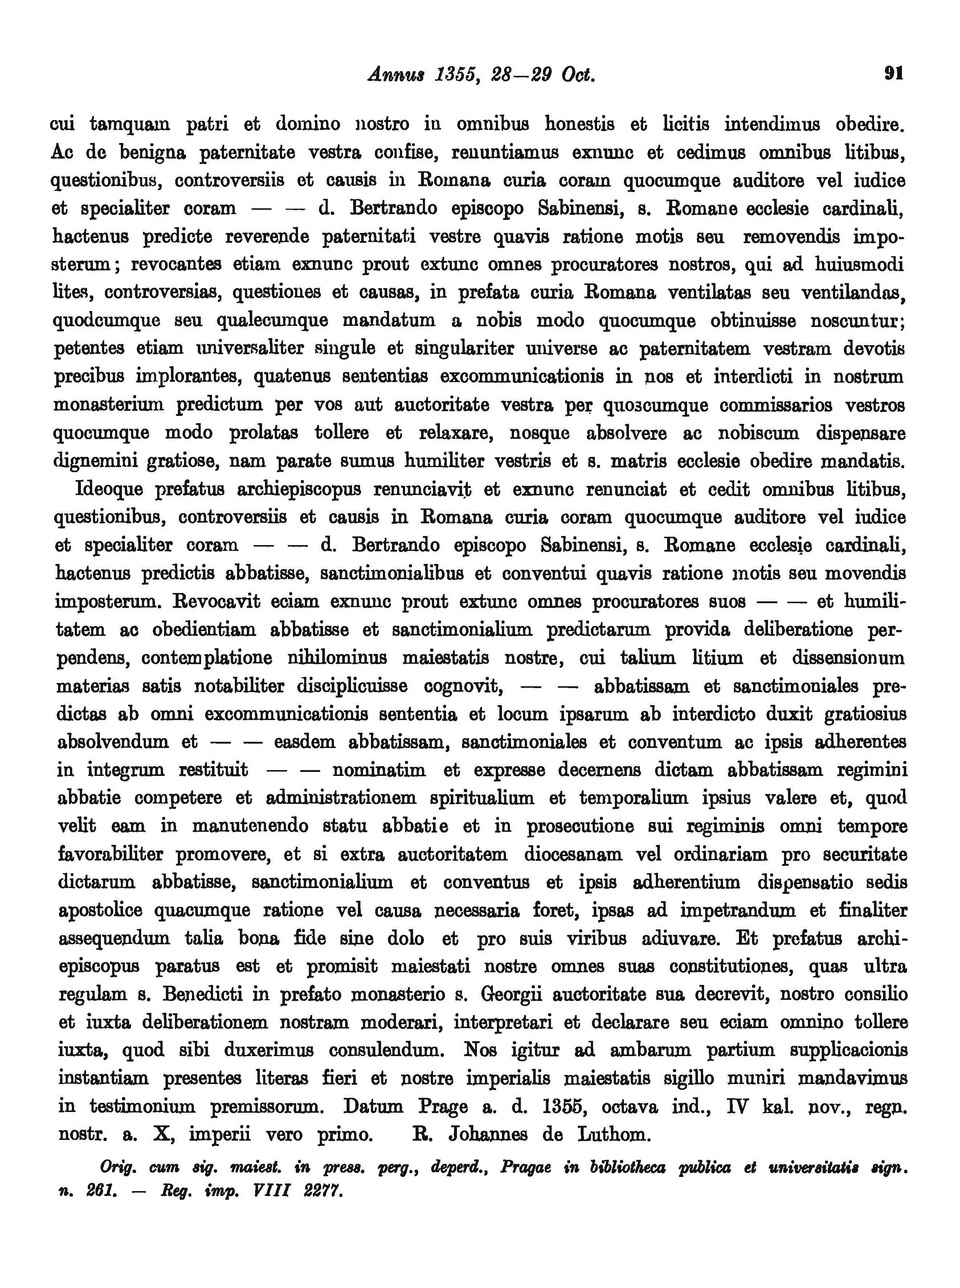 Annus 1355, 28—29 Oct. 91
cui tamquam patri et domino nostro in omnibus honestis et licitis intendimus obedire.
Ac de benigna paternitate vestra confise, renuntiamus exnunc et cedimus omnibus litibus,
questionibus, controversiis et causis in Romana curia coram quocumque auditore vel iudice
et specialiter coram — — d. Bertrando episcopo Sabinensi, s. Romane ecclesie cardinali,
hactenus predicte reverende paternitati vestre quavis ratione motis seu removendis impo-
sterum; revocantes etiam exnunc prout extunc omnes procuratores nostros, qui ad huiusmodi
lites, controversias, questiones et causas, in prefata curia Romana ventilatas seu ventilandas,
quodcumque seu qualecumque mandatum a nobis modo quocumque obtinuisse noscuntur;
petentes etiam universaliter singule et singulariter universe ac paternitatem vestram devotis
precibus implorantes, quatenus sententias excommunicationis in nos et interdicti in nostrum
monasterium predictum per vos aut auctoritate vestra per quoscumque commissarios vestros
quocumque modo prolatas tollere et relaxare, nosque absolvere ac nobiscum dispensare
dignemini gratiose, nam parate sumus humiliter vestris et s. matris ecclesie obedire mandatis.
Ideoque prefatus archiepiscopus renunciavit et exnunc renunciat et cedit omnibus litibus,
questionibus, controversiis et causis in Romana curia coram quocumque auditore vel iudice
et specialiter coram — — d. Bertrando episcopo Sabinensi, s. Romane ecclesie cardinali,
hactenus predictis abbatisse, sanctimonialibus et conventui quavis ratione motis seu movendis
imposterum. Revocavit eciam exnunc prout extunc omnes procuratores suos — — et humili-
tatem ac obedientiam abbatisse et sanctimonialium predictarum provida deliberatione per-
pendens, contemplatione nihilominus maiestatis nostre, cui talium litium et dissensionum
materias satis notabiliter disciplicuisse cognovit, — — abbatissam et sanctimoniales pre-
dictas ab omni excommunicationis sententia et locum ipsarum ab interdicto duxit gratiosius
absolvendum et — — easdem abbatissam, sanctimoniales et conventum ac ipsis adherentes
in integrum restituit — — nominatim et expresse decernens dictam abbatissam regimini
abbatie competere et administrationem spiritualium et temporalium ipsius valere et, quod
velit eam in manutenendo statu abbatie et in prosecutione sui regiminis omni tempore
favorabiliter promovere, et si extra auctoritatem diocesanam vel ordinariam pro securitate
dictarum abbatisse, sanctimonialium et conventus et ipsis adherentium dispensatio sedis
apostolice quacumque ratione vel causa necessaria foret, ipsas ad impetrandum et finaliter
assequendum talia bona fide sine dolo et pro suis viribus adiuvare. Et prefatus archi-
episcopus paratus est et promisit maiestati nostre omnes suas constitutiones, quas ultra
regulam s. Benedicti in prefato monasterio s. Georgii auctoritate sua decrevit, nostro consilio
et iuxta deliberationem nostram moderari, interpretari et declarare seu eciam omnino tollere
iuxta, quod sibi duxerimus consulendum. Nos igitur ad ambarum partium supplicacionis
instantiam presentes literas fieri et nostre imperialis maiestatis sigillo muniri mandavimus
in testimonium premissorum. Datum Prage a. d. 1355, octava ind., IV kal. nov., regn.
nostr. a. X, imperii vero primo. R. Johannes de Luthom.
Orig. cum sig. maiest. in press. perg., deperd., Pragae in bibliotheca publica et universitatis sign.
n. 261. — Reg. imp. VIII 2277.